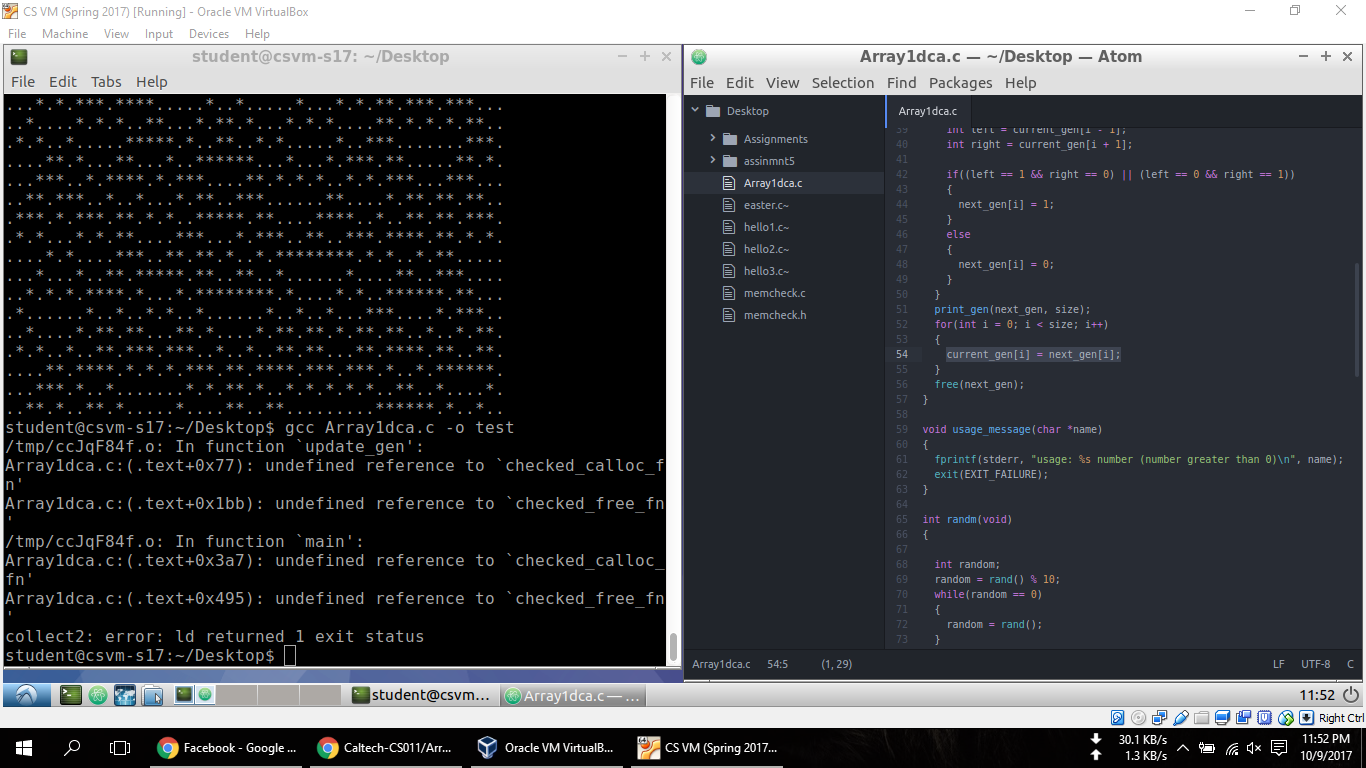 CS VM (Spring 2017) [Running] - Oracle VM VirtualBox
File Machine View Input Devices Help
student@csvm-s17: ~/Desktop
File Edit Tabs Help
student@csvm-s17:~/Desktop$ gcc Array1dca.c -o test
/tmp/ccJqF84f.o: In function `update_gen':
Array1dca.c:(.text+0x77): undefined reference to `checked_calloc_f
n'
Array1dca.c:(.text+0x1bb): undefined reference to `checked_free_fn
'
/tmp/ccJqF84f.o: In function `main':
Array1dca.c:(.text+0x3a7): undefined reference to `checked_calloc_
fn'
Array1dca.c:(.text+0x495): undefined reference to `checked_free_fn
'
collect2: error: ld returned 1 exit status
student@csvm-s17:~/Desktop$
Array1dca.c — ~/Desktop — Atom
File Edit View Selection Find Packages Help
Desktop
Assignments
assinmnt5
Array1dca.c
easter.c~
hello1.c~
hello2.c~
hello3.c~
memcheck.c
memcheck.h
Array1dca.c
39 int left = current_gen[i - 1];
40 int right = current_gen[i + 1];
41
42 if((left == 1 && right == 0) || (left == 0 && right == 1))
43 {
44 next_gen[i] = 1;
45 }
46 else
47 {
48 next_gen[i] = 0;
49 }
50 }
51 print_gen(next_gen, size);
52 for(int i = 0; i < size; i++)
53 {
54 current_gen[i] = next_gen[i];
55 }
56 free(next_gen);
57 }
58
59 void usage_message(char *name)
60 {
61 fprintf(stderr, "usage: %s number (number greater than 0)\n", name);
62 exit(EXIT_FAILURE);
63 }
64
65 int randm(void)
66 {
67
68 int random;
69 random = rand() % 10;
70 while(random == 0)
71 {
72 random = rand();
73 }
Array1dca.c 54:5 (1, 29) LF UTF-8 C
student@csvm... Array1dca.c — ... 11:52
Right Ctrl
Facebook - Google ... Caltech-CS011/Arr... Oracle VM VirtualB... CS VM (Spring 2017...
30.1 KB/s
1.3 KB/s
11:52 PM
10/9/2017